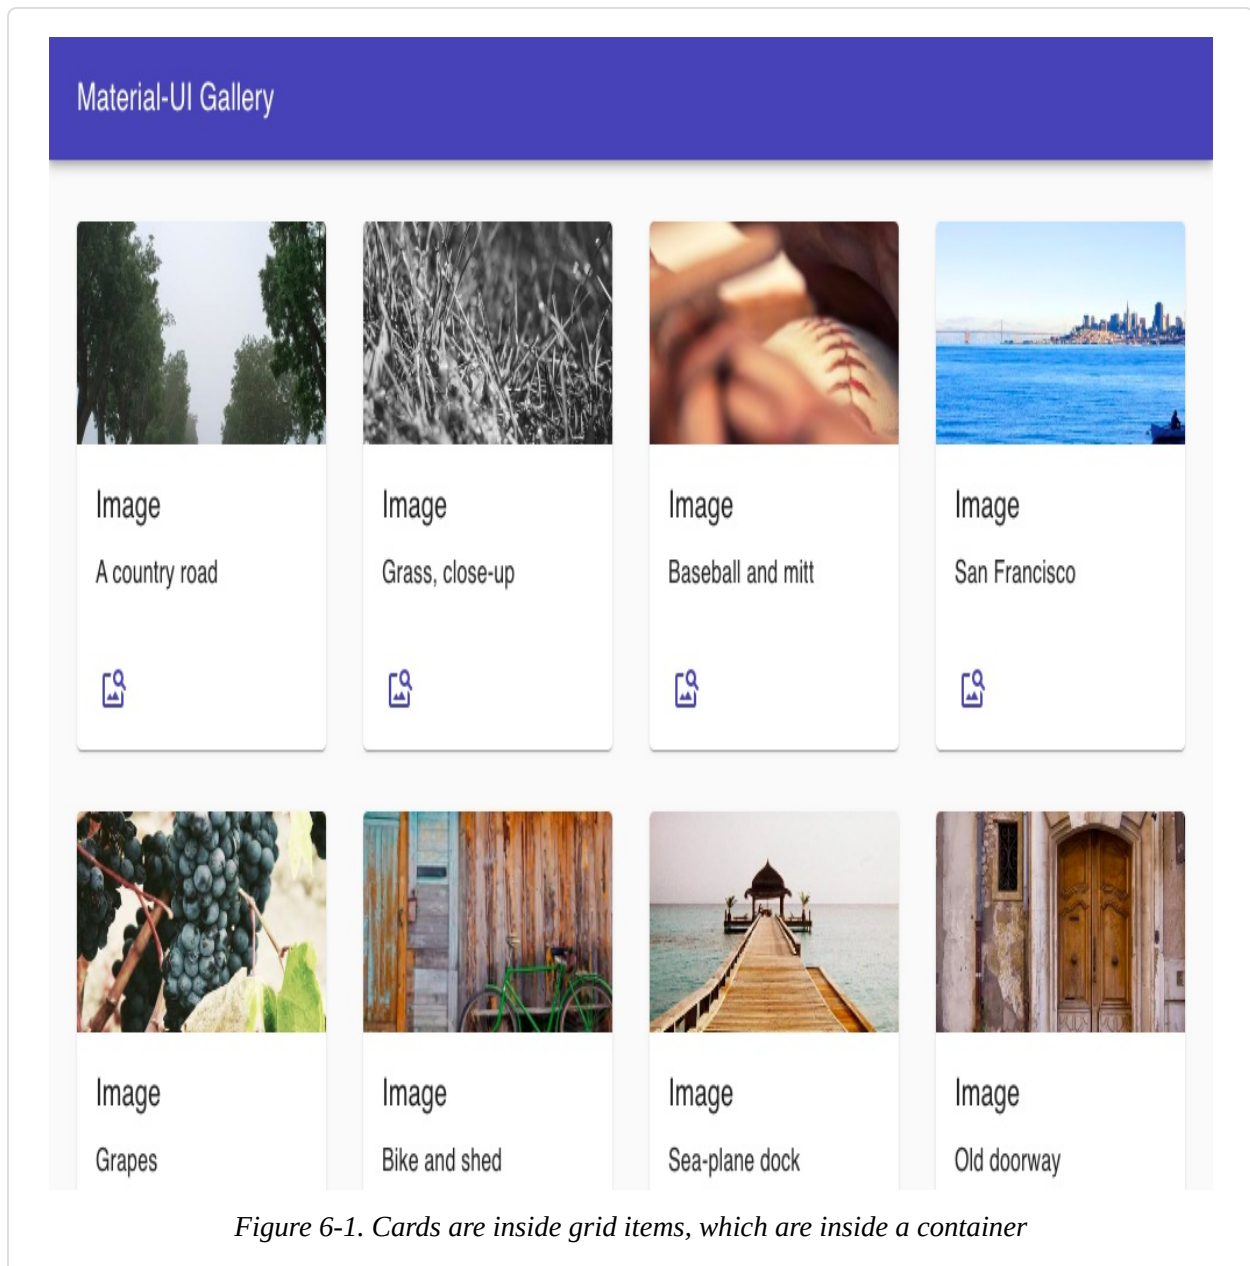 Material-UI Gallery
Image
A country road
Image
Grass, close-up
Image
Baseball and mitt
Image
San Francisco
Image
Grapes
Image
Bike and shed
Image
Sea-plane dock
Image
Old doorway
Figure 6-1. Cards are inside grid items, which are inside a container